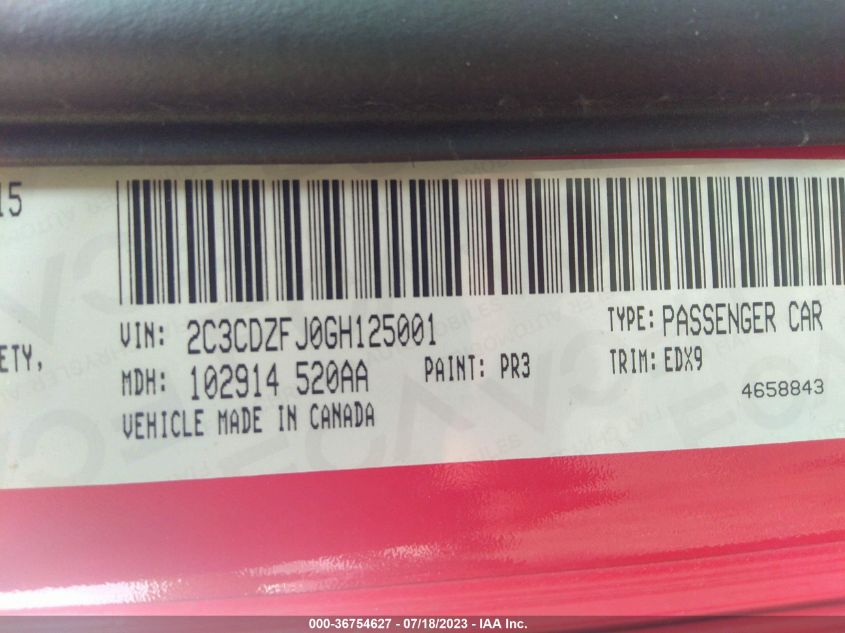 15
VIN: 2C3CDZFJ0GH125001
TYPE: PASSENGER CAR
ETY,
MDH: 102914 520AA
PAINT: PR3
TRIM: EDX9
VEHICLE MADE IN CANADA
4658843
000-36754627 - 07/18/2023 - IAA Inc.